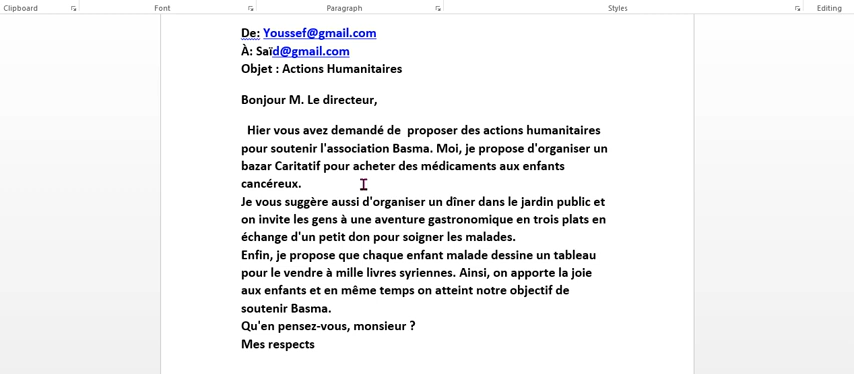 Clipboard
Font
Paragraph
Styles
Editing
De: Youssef@gmail.com
À: Saïd@gmail.com
Objet : Actions Humanitaires
Bonjour M. Le directeur,
Hier vous avez demandé de  proposer des actions humanitaires
pour soutenir l'association Basma. Moi, je propose d'organiser un
bazar Caritatif pour acheter des médicaments aux enfants
cancéreux.
Je vous suggère aussi d'organiser un dîner dans le jardin public et
on invite les gens à une aventure gastronomique en trois plats en
échange d'un petit don pour soigner les malades.
Enfin, je propose que chaque enfant malade dessine un tableau
pour le vendre à mille livres syriennes. Ainsi, on apporte la joie
aux enfants et en même temps on atteint notre objectif de
soutenir Basma.
Qu'en pensez-vous, monsieur ?
Mes respects